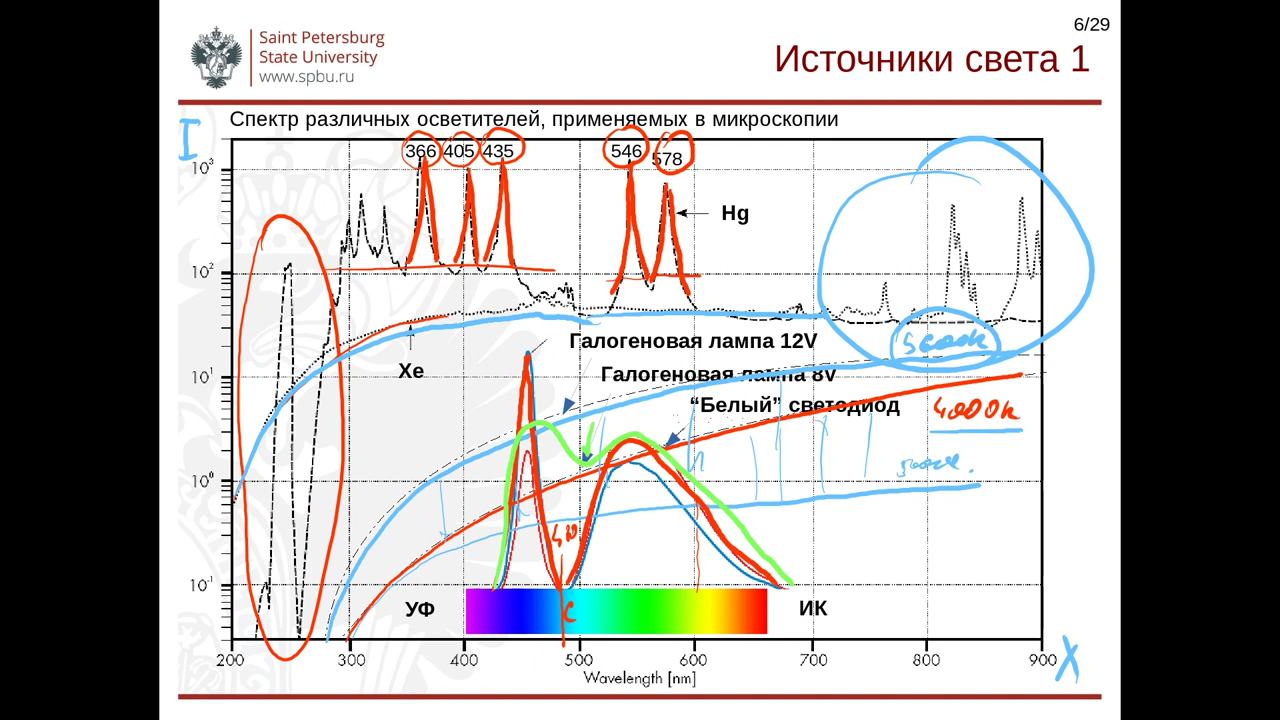 6/29
Saint Petersburg
State University
www.spbu.ru
Источники света 1
I
Спектр различных осветителей, применяемых в микроскопии
366 405 435 546 578
10³
Hg
10²
5600k
Галогеновая лампа 12V
Xe
Галогеновая лампа 8V
10¹
“Белый” светодиод
4000k
10⁰
10⁻¹
УФ
ИК
200 300 400 500 600 700 800 900
Wavelength [nm]
X